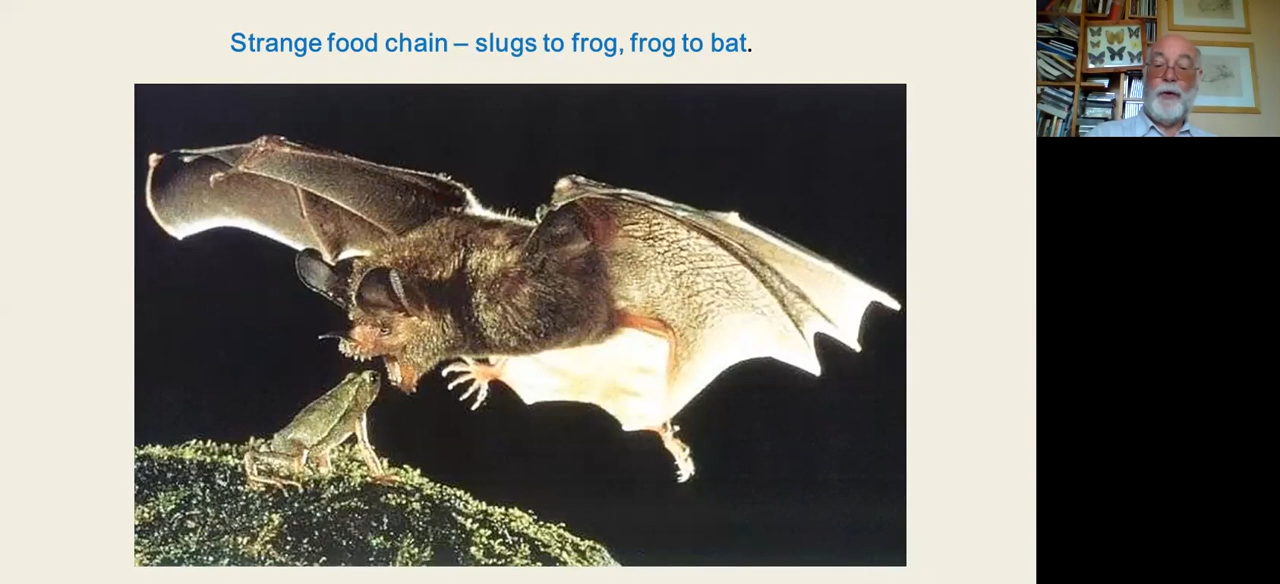 Strange food chain – slugs to frog, frog to bat.